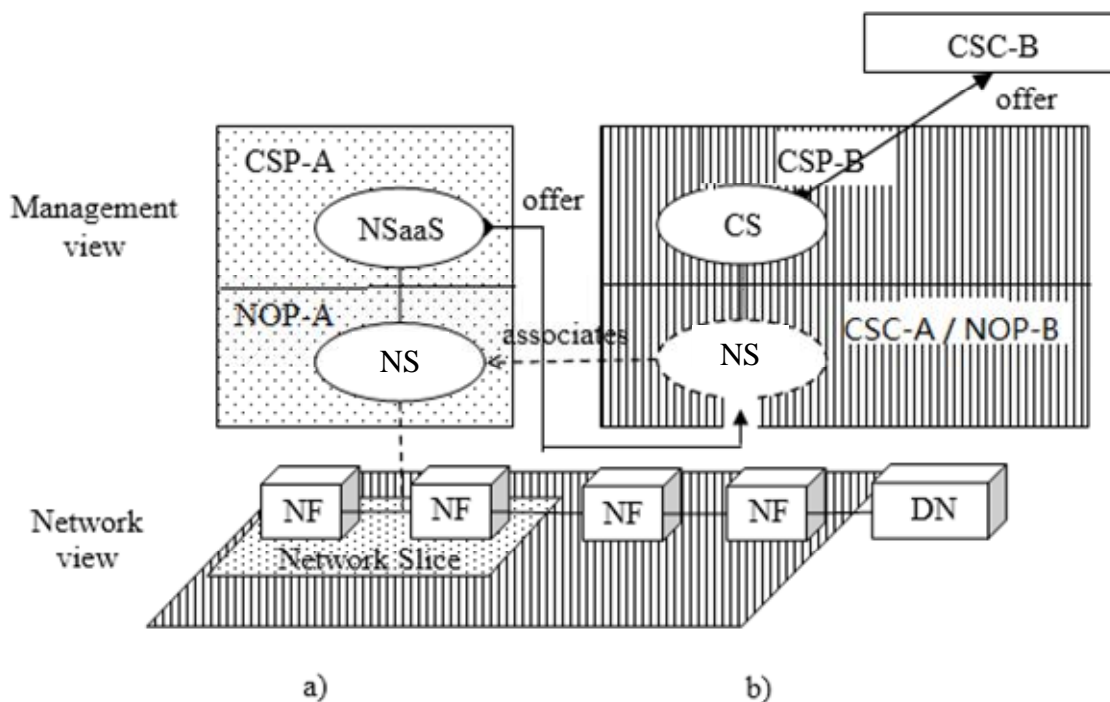 CSC-B
offer
CSP-A
CSP-B
Management
view
NSaaS
offer
CS
NOP-A
CSC-A / NOP-B
associates
NS
NS
NF
NF
NF
NF
DN
Network
view
Network Slice
a)
b)